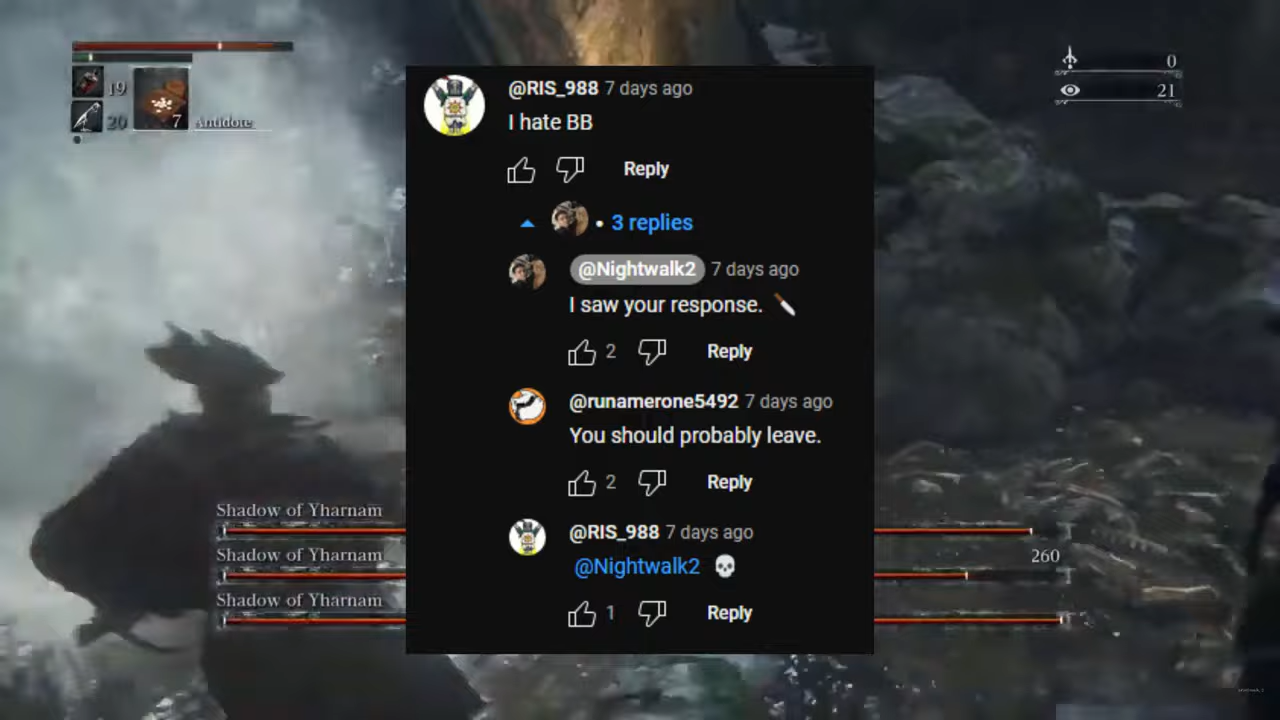 19
20
7
Antidote
0
21
@RIS_988 7 days ago
I hate BB
Reply
• 3 replies
@Nightwalk2 7 days ago
I saw your response. 🔪
2 Reply
@runamerone5492 7 days ago
You should probably leave.
2 Reply
@RIS_988 7 days ago
@Nightwalk2 💀
1 Reply
Shadow of Yharnam
Shadow of Yharnam
260
Shadow of Yharnam